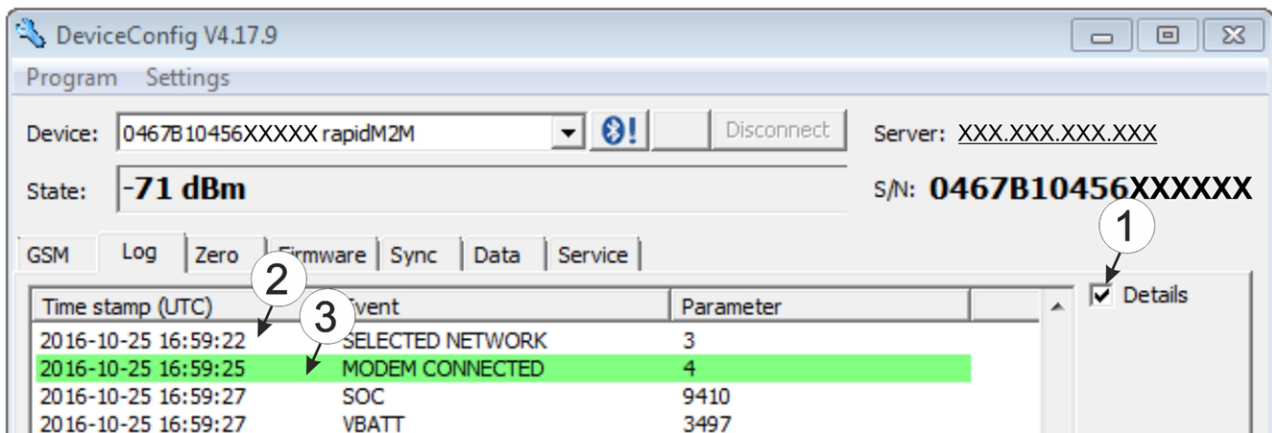 DeviceConfig V4.17.9
Program Settings
Device: 0467B10456XXXXX rapidM2M Disconnect Server: XXX.XXX.XXX.XXX
State: -71 dBm S/N: 0467B10456XXXXXX
1
GSM Log Zero Firmware Sync Data Service
2
Time stamp (UTC) Event Parameter Details
3
2016-10-25 16:59:22 SELECTED NETWORK 3
2016-10-25 16:59:25 MODEM CONNECTED 4
2016-10-25 16:59:27 SOC 9410
2016-10-25 16:59:27 VBATT 3497